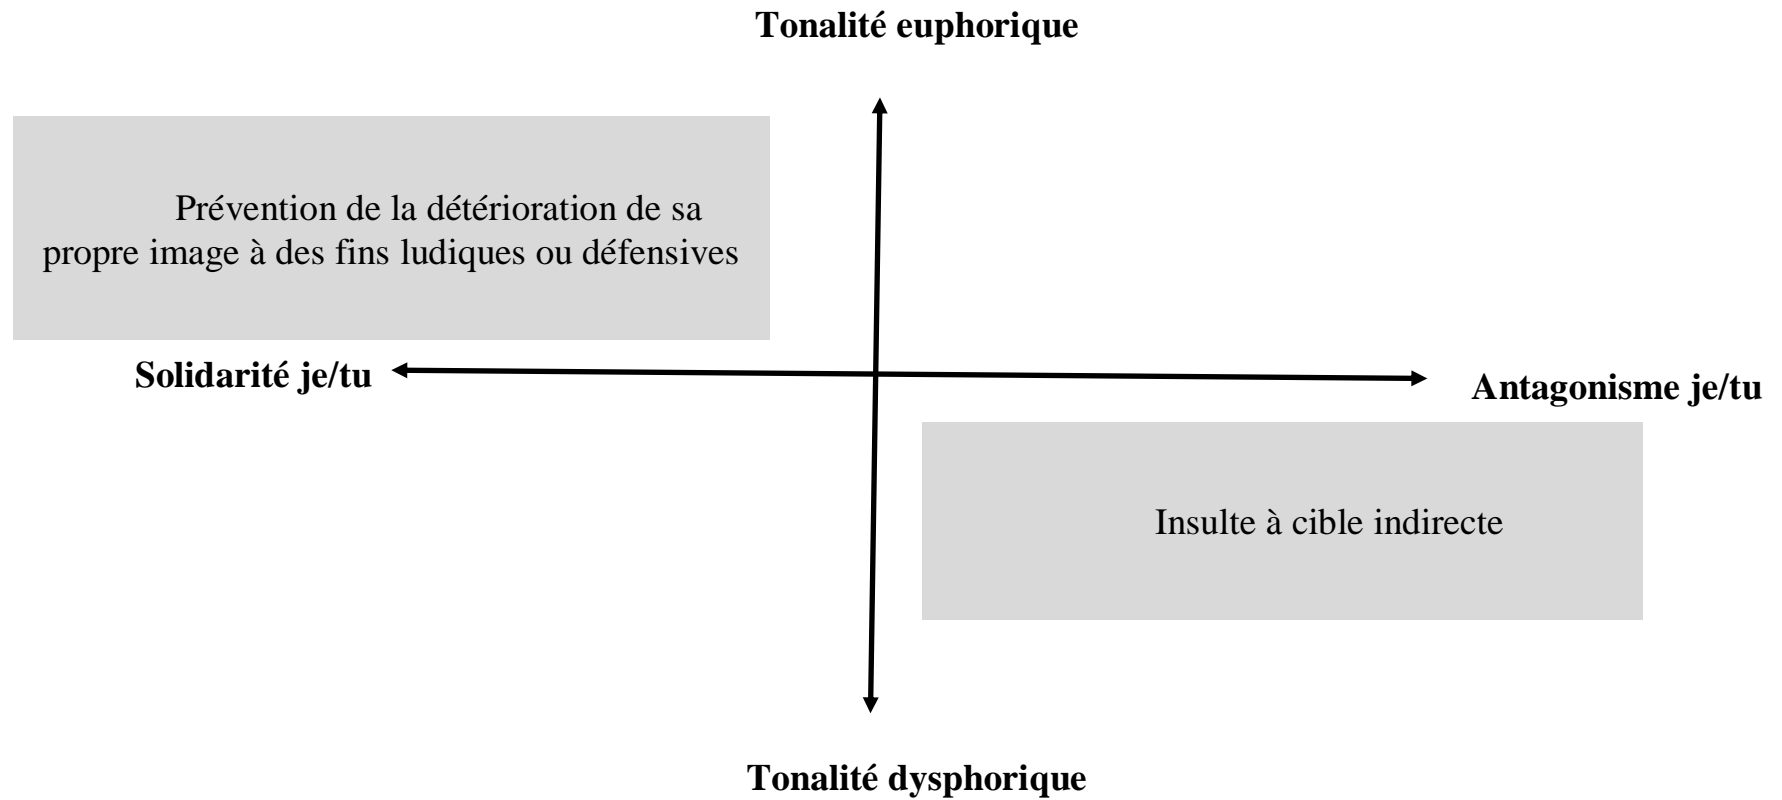 Tonalité euphorique
Prévention de la détérioration de sa
propre image à des fins ludiques ou défensives
Solidarité je/tu
Antagonisme je/tu
Insulte à cible indirecte
Tonalité dysphorique